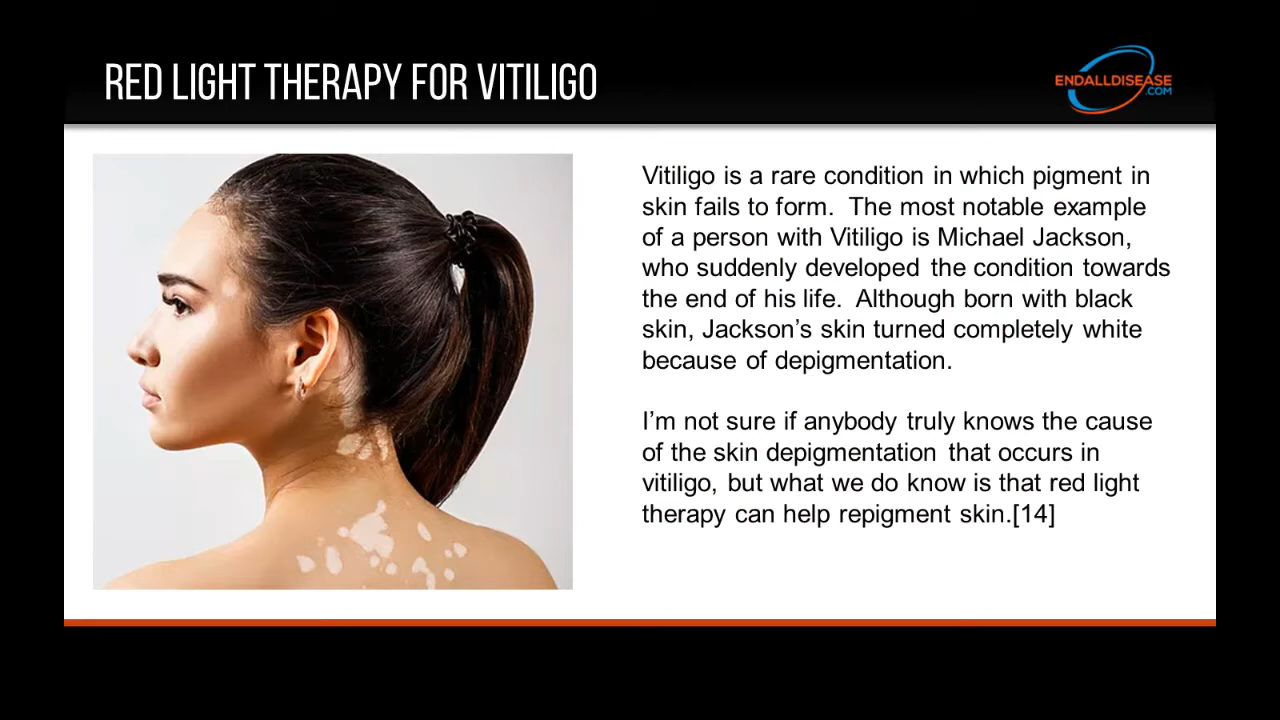 RED LIGHT THERAPY FOR VITILIGO
ENDALLDISEASE
.COM
Vitiligo is a rare condition in which pigment in
skin fails to form.  The most notable example
of a person with Vitiligo is Michael Jackson,
who suddenly developed the condition towards
the end of his life.  Although born with black
skin, Jackson’s skin turned completely white
because of depigmentation.
I’m not sure if anybody truly knows the cause
of the skin depigmentation that occurs in
vitiligo, but what we do know is that red light
therapy can help repigment skin.[14]